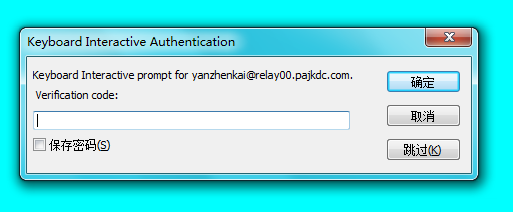 Keyboard Interactive Authentication
Keyboard Interactive prompt for yanzhenkai@relay00.pajkdc.com.
Verification code:
确定
取消
保存密码(S)
跳过(K)